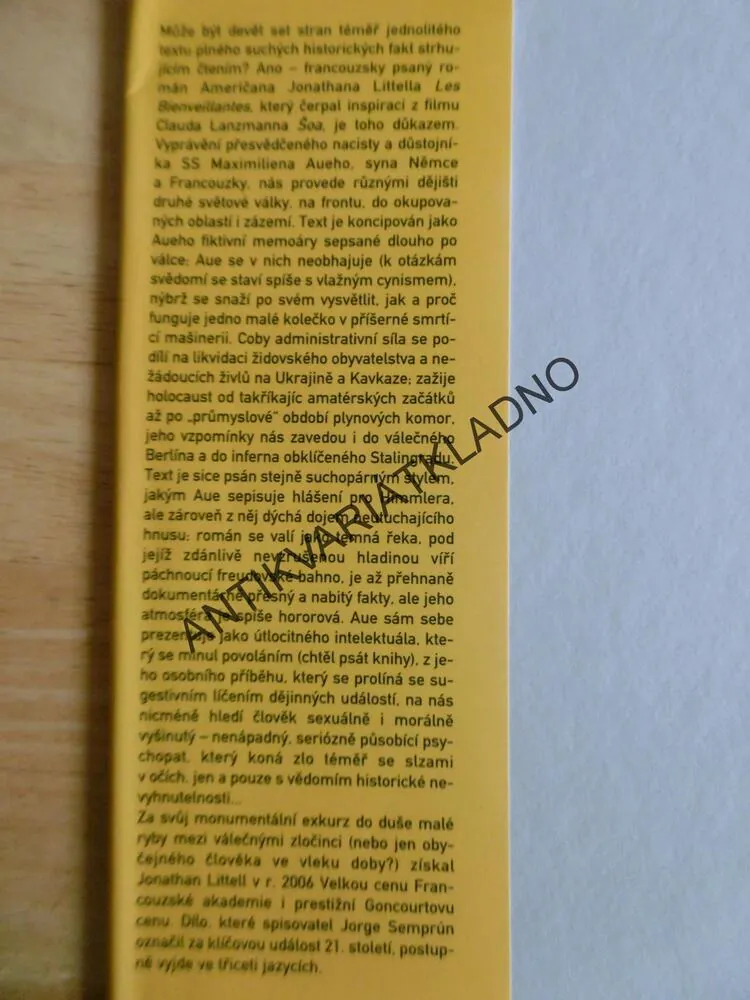 Může být devět set stran téměř jednolitého
textu plného suchých historických fakt strhu-
jícím čtením? Ano – francouzsky psaný ro-
mán Američana Jonathana Littella Les
Bienveillantes, který čerpal inspiraci z filmu
Clauda Lanzmanna Šoa, je toho důkazem.
Vyprávění přesvědčeného nacisty a důstojní-
ka SS Maximiliena Aueho, syna Němce
a Francouzky, nás provede různými dějišti
druhé světové války, na frontu, do okupova-
ných oblastí i zázemí. Text je koncipován jako
Aueho fiktivní memoáry sepsané dlouho po
válce; Aue se v nich neobhajuje (k otázkám
svědomí se staví spíše s vlažným cynismem),
nýbrž se snaží po svém vysvětlit, jak a proč
funguje jedno malé kolečko v příšerné smrtí-
cí mašinerii. Coby administrativní síla se po-
dílí na likvidaci židovského obyvatelstva a ne-
žádoucích živlů na Ukrajině a Kavkaze; zažije
holocaust od takříkajíc amatérských začátků
až po „průmyslové“ období plynových komor,
jeho vzpomínky nás zavedou i do válečného
Berlína a do inferna obklíčeného Stalingradu.
Text je sice psán stejně suchopárným stylem,
jakým Aue sepisuje hlášení pro Himmlera,
ale zároveň z něj dýchá dojem neutuchajícího
hnusu; román se valí jako temná řeka, pod
jejíž zdánlivě nevzrušenou hladinou víří
páchnoucí freudovské bahno, je až přehnaně
dokumentárně přesný a nabitý fakty, ale jeho
atmosféra je spíše hororová. Aue sám sebe
prezentuje jako útlocitného intelektuála, kte-
rý se minul povoláním (chtěl psát knihy), z je-
ho osobního příběhu, který se prolíná se su-
gestivním líčením dějinných událostí, na nás
nicméně hledí člověk sexuálně i morálně
vyšinutý – nenápadný, seriózně působící psy-
chopat, který koná zlo téměř se slzami
v očích, jen a pouze s vědomím historické ne-
vyhnutelnosti...
Za svůj monumentální exkurz do duše malé
ryby mezi válečnými zločinci (nebo jen oby-
čejného člověka ve vleku doby?) získal
Jonathan Littell v r. 2006 Velkou cenu Fran-
couzské akademie i prestižní Goncourtovu
cenu. Dílo, které spisovatel Jorge Semprún
označil za klíčovou událost 21. století, postup-
ně vyjde ve třiceti jazycích.
ANTIKVARIATKLADNO